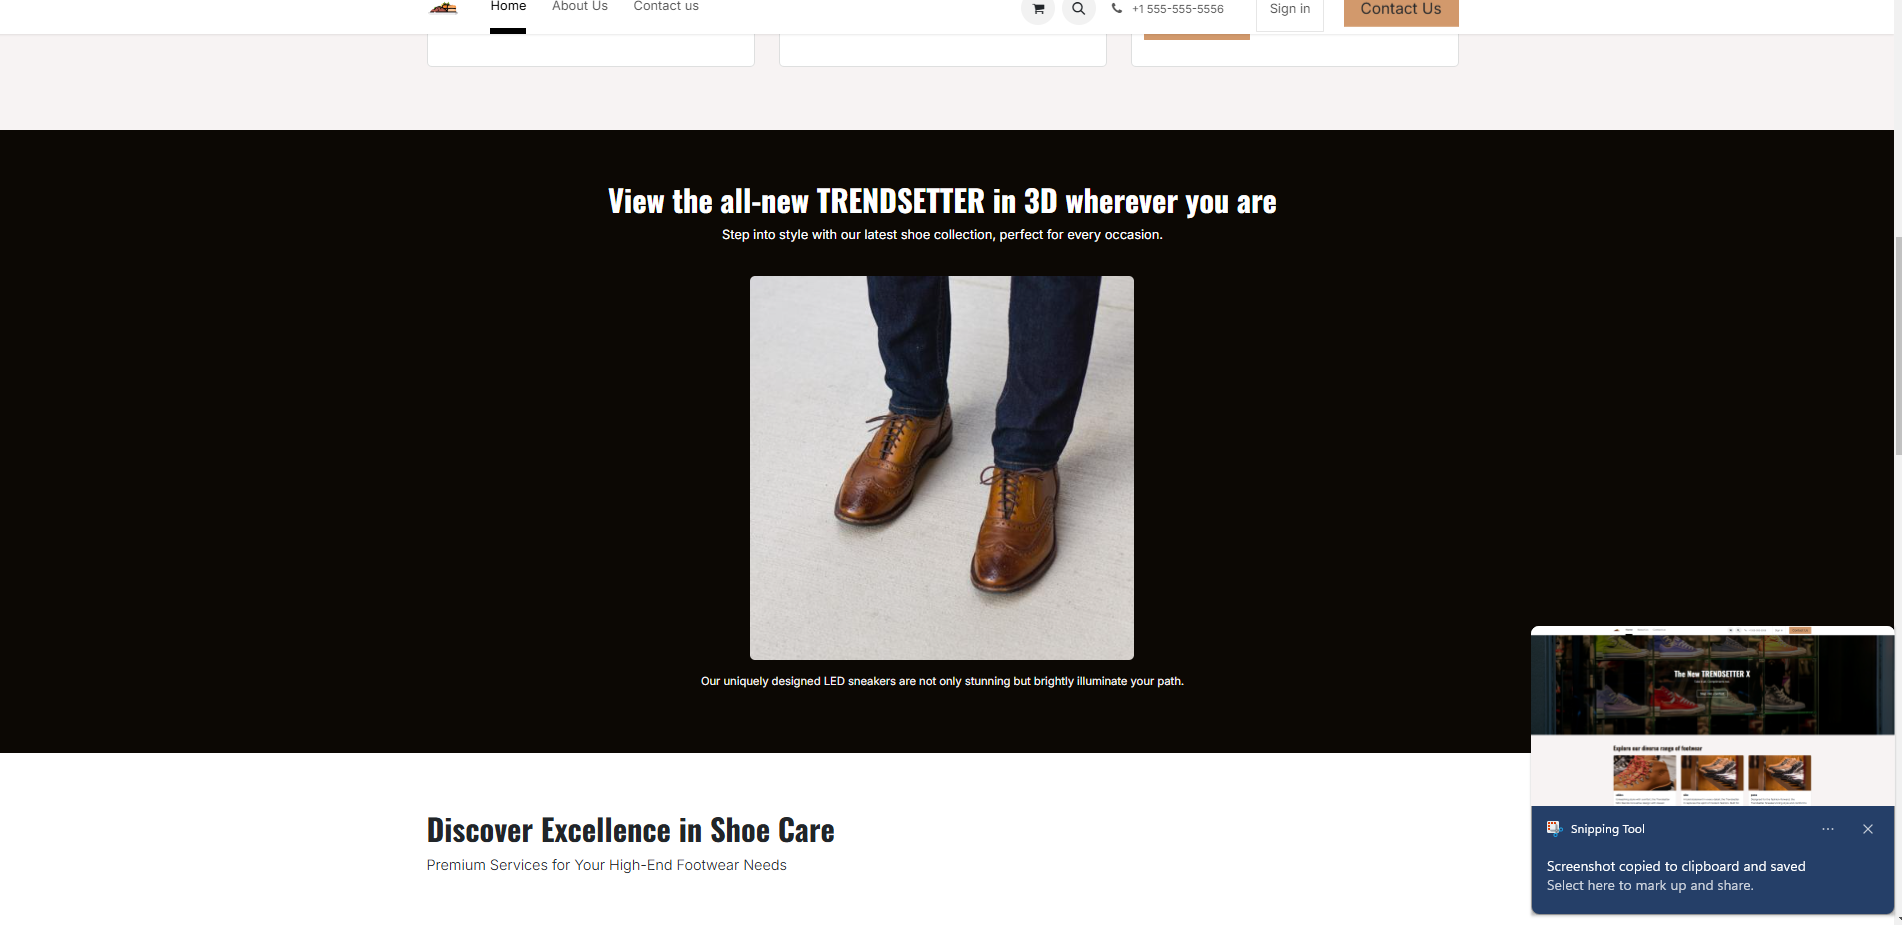 Home About Us Contact us +1 555-555-5556 Sign in Contact Us
View the all-new TRENDSETTER in 3D wherever you are
Step into style with our latest shoe collection, perfect for every occasion.
Our uniquely designed LED sneakers are not only stunning but brightly illuminate your path.
Discover Excellence in Shoe Care
Premium Services for Your High-End Footwear Needs
The New TRENDSETTER X
Explore our diverse range of footwear
Snipping Tool
Screenshot copied to clipboard and saved
Select here to mark up and share.